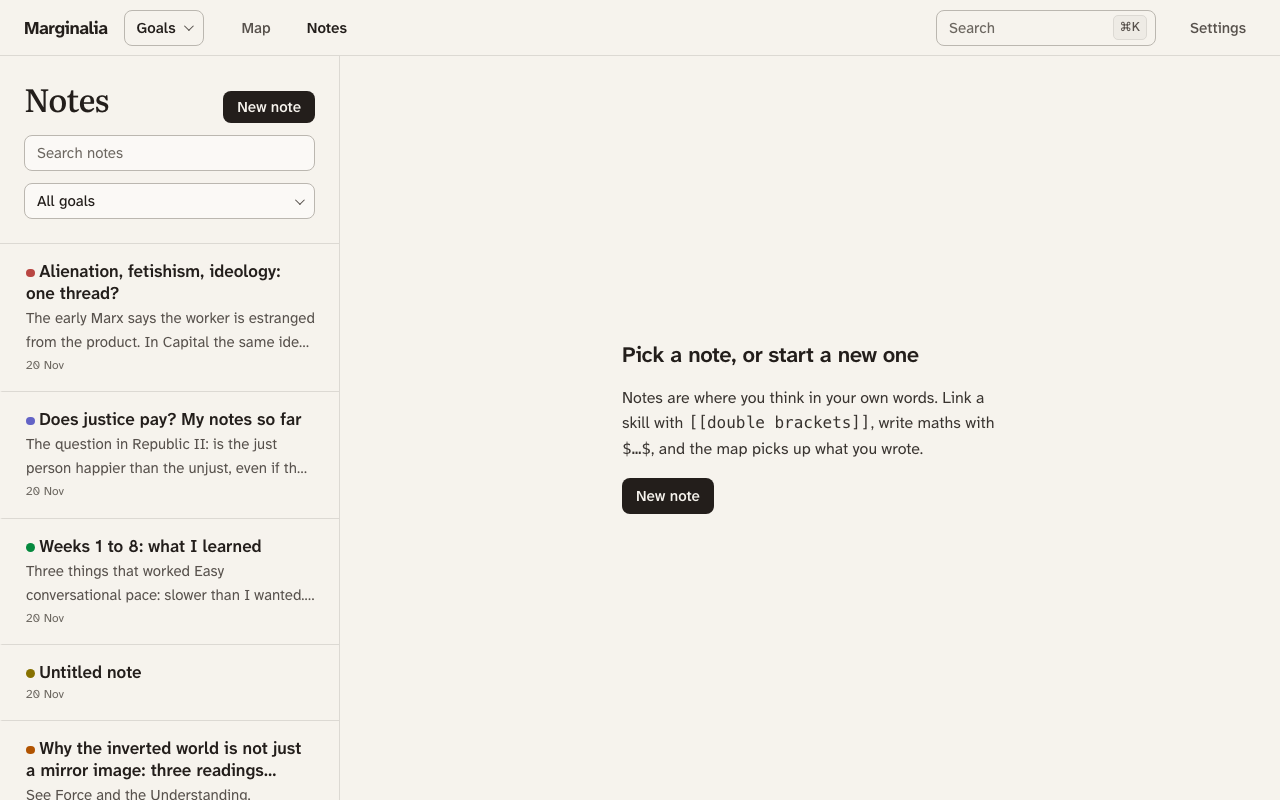 Marginalia
Goals
Map
Notes
Search
⌘K
Settings
Notes
New note
Search notes
All goals
Alienation, fetishism, ideology:
one thread?
The early Marx says the worker is estranged
from the product. In Capital the same ide…
20 Nov
Does justice pay? My notes so far
The question in Republic II: is the just
person happier than the unjust, even if th…
20 Nov
Weeks 1 to 8: what I learned
Three things that worked Easy
conversational pace: slower than I wanted.…
20 Nov
Untitled note
20 Nov
Why the inverted world is not just
a mirror image: three readings…
See Force and the Understanding.
Pick a note, or start a new one
Notes are where you think in your own words. Link a
skill with [[double brackets]], write maths with
$…$, and the map picks up what you wrote.
New note